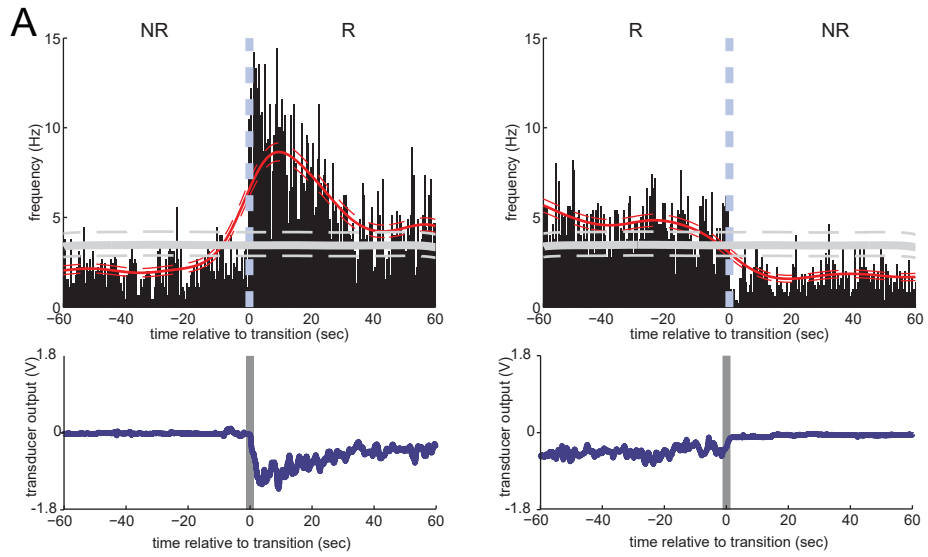 A
NR R
15
10
5
0
frequency (Hz)
−60 −40 −20 0 20 40 60
time relative to transition (sec)
R NR
15
10
5
0
frequency (Hz)
−60 −40 −20 0 20 40 60
time relative to transition (sec)
1.8
0
-1.8
transducer output (V)
−60 −40 −20 0 20 40 60
time relative to transition (sec)
1.8
0
-1.8
transducer output (V)
−60 −40 −20 0 20 40 60
time relative to transition (sec)